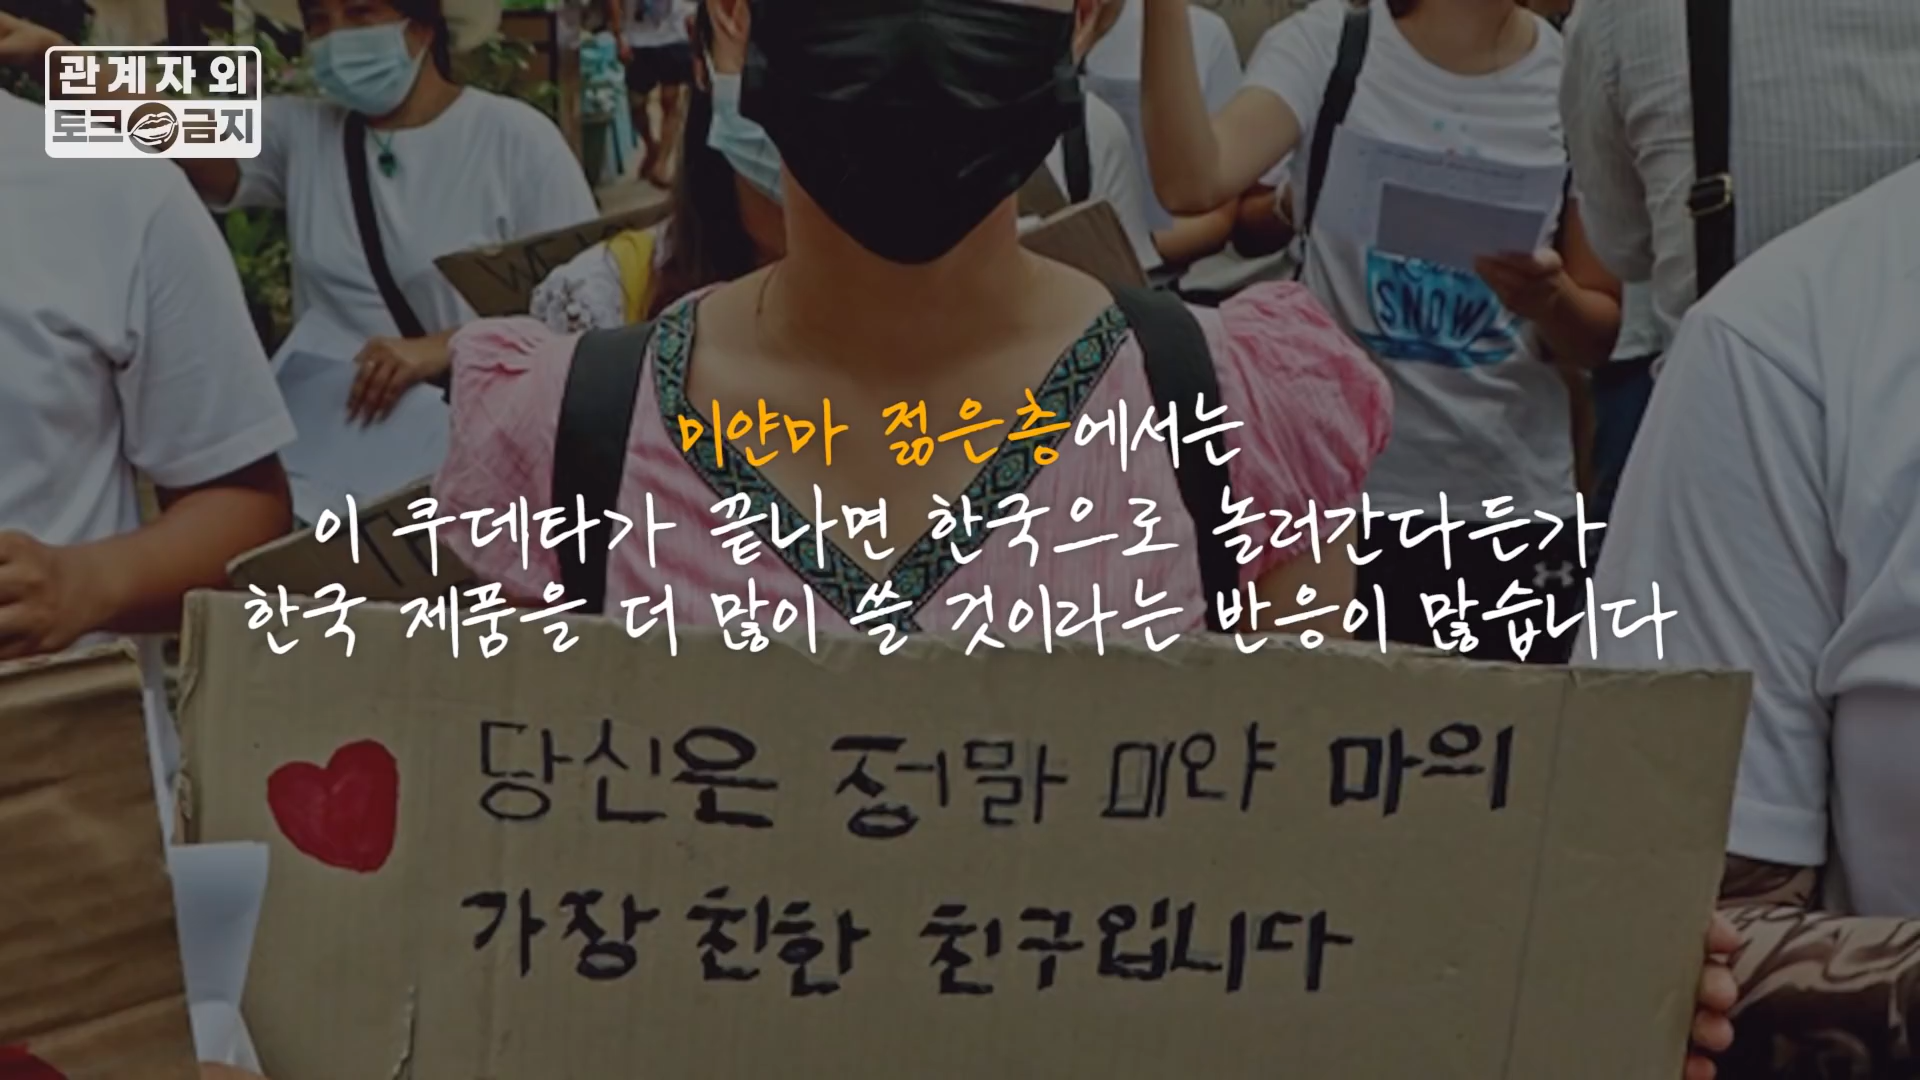 관계자 외
토크금지
WE
SNOW
미얀마 젊은층에서는
이 쿠데타가 끝나면 한국으로 놀러간다든가
한국 제품을 더 많이 쓸 것이라는 반응이 많습니다
당신은 정말 미얀마의
가장 친한 친구입니다